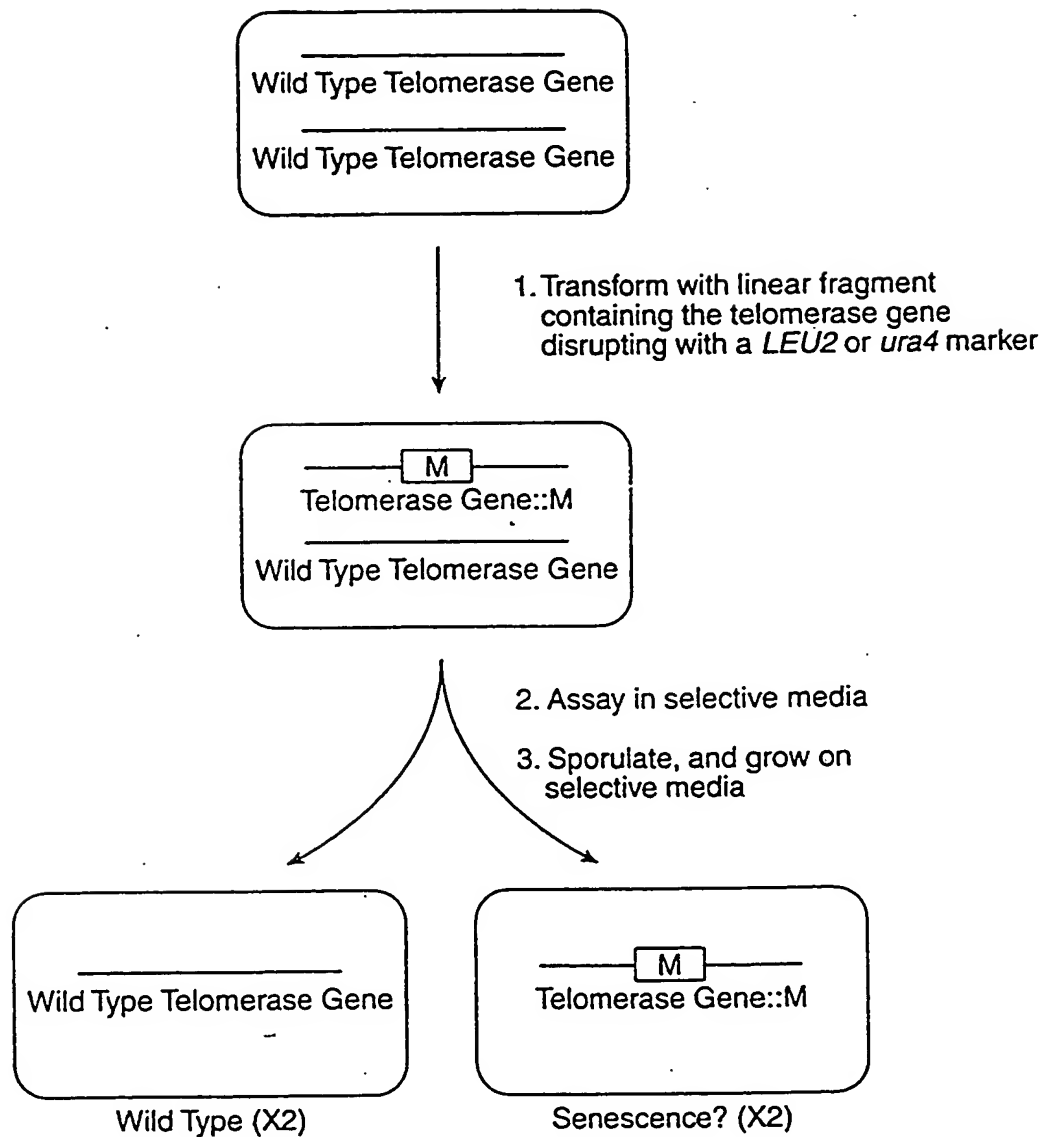 Wild Type Telomerase Gene
Wild Type Telomerase Gene
1. Transform with linear fragment
containing the telomerase gene
disrupting with a LEU2 or ura4 marker
M
Telomerase Gene::M
Wild Type Telomerase Gene
2. Assay in selective media
3. Sporulate, and grow on
selective media
Wild Type Telomerase Gene
Wild Type (X2)
M
Telomerase Gene::M
Senescence? (X2)